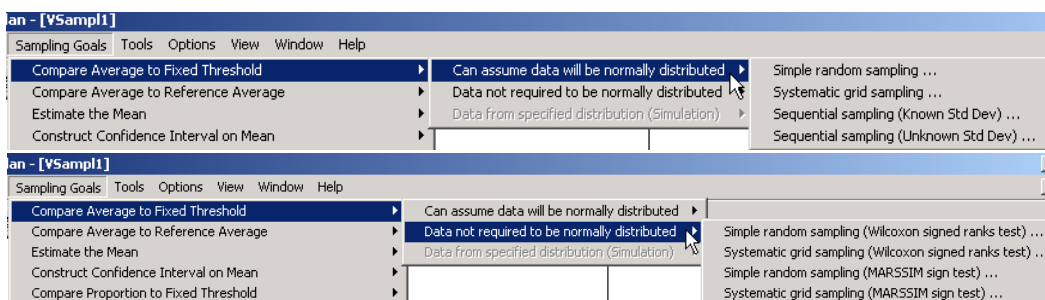 lan - [VSampl1]
Sampling Goals Tools Options View Window Help
Compare Average to Fixed Threshold
Compare Average to Reference Average
Estimate the Mean
Construct Confidence Interval on Mean
Can assume data will be normally distributed
Data not required to be normally distributed
Data from specified distribution (Simulation)
Simple random sampling ...
Systematic grid sampling ...
Sequential sampling (Known Std Dev) ...
Sequential sampling (Unknown Std Dev) ...
lan - [VSampl1]
Sampling Goals Tools Options View Window Help
Compare Average to Fixed Threshold
Compare Average to Reference Average
Estimate the Mean
Construct Confidence Interval on Mean
Compare Proportion to Fixed Threshold
Can assume data will be normally distributed
Data not required to be normally distributed
Data from specified distribution (Simulation)
Simple random sampling (Wilcoxon signed ranks test) ...
Systematic grid sampling (Wilcoxon signed ranks test) ...
Simple random sampling (MARSSIM sign test) ...
Systematic grid sampling (MARSSIM sign test) ...